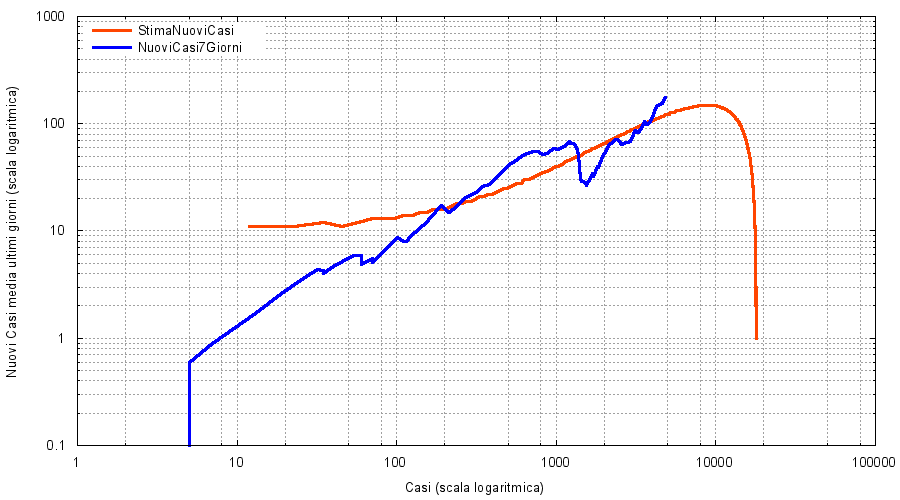 1000
StimaNuoviCasi
NuoviCasi7Giorni
100
10
1
0.1
Nuovi Casi media ultimi giorni (scala logaritmica)
1 10 100 1000 10000 100000
Casi (scala logaritmica)